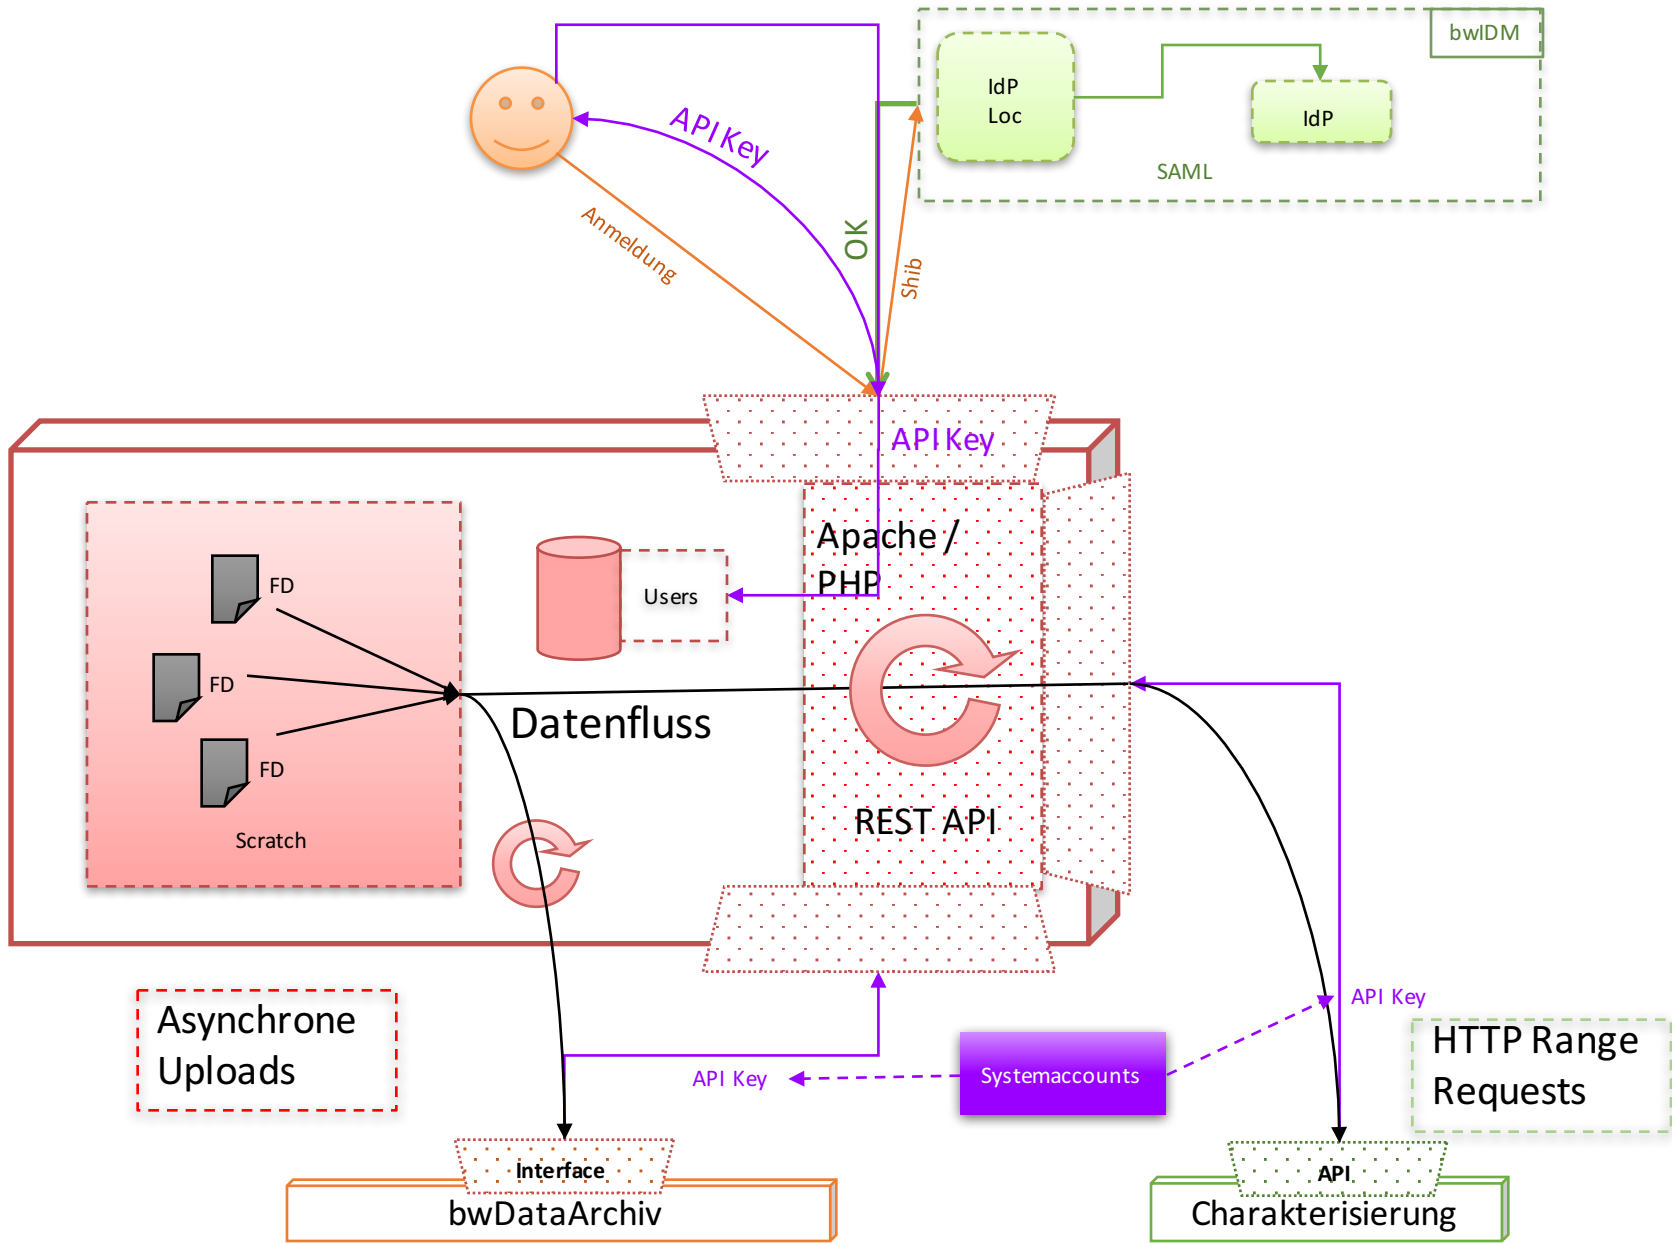 bwIDM
IdP
Loc
IdP
SAML
API Key
Anmeldung
OK
Shib
API Key
Apache /
PHP
Users
FD
FD
FD
Scratch
Datenfluss
REST API
Asynchrone
Uploads
API Key
Systemaccounts
API Key
HTTP Range
Requests
Interface
bwDataArchiv
API
Charakterisierung